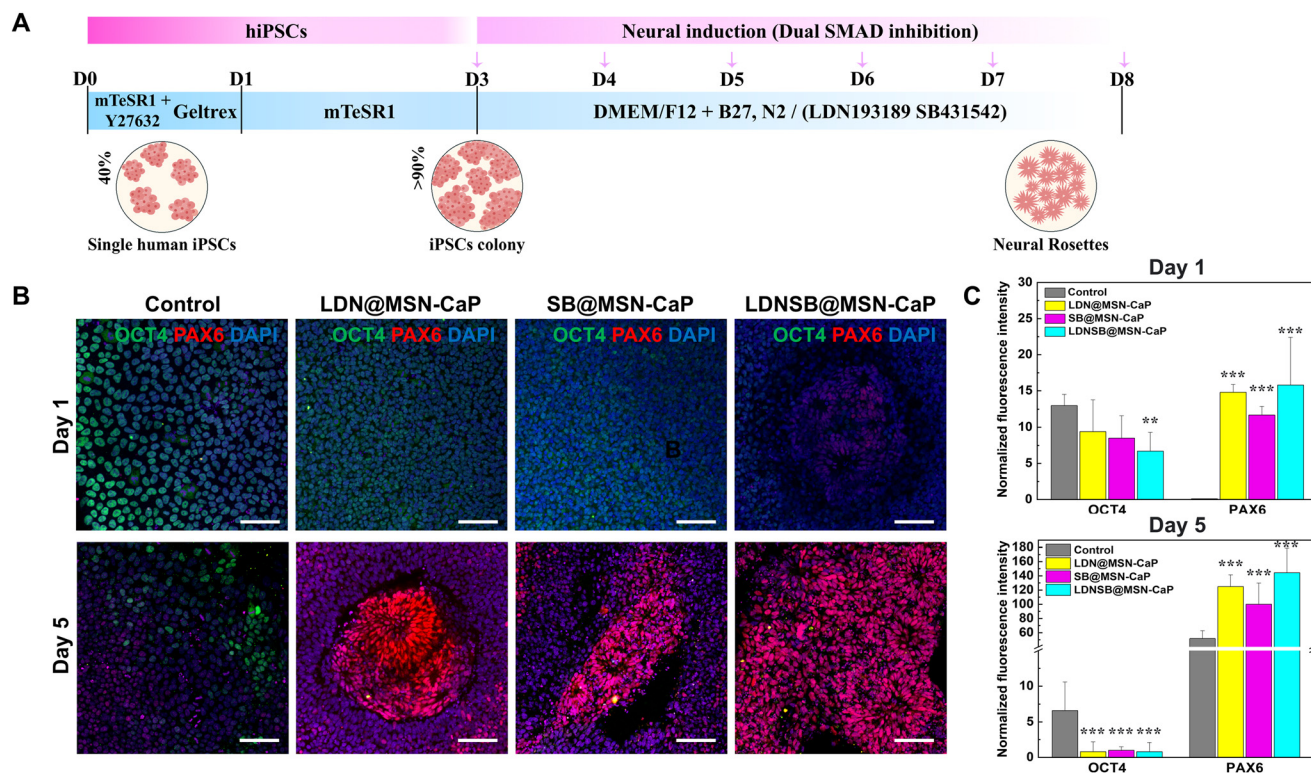 A
hiPSCs
Neural induction (Dual SMAD inhibition)
D0 D1 D3 D4 D5 D6 D7 D8
mTeSR1 +
Y27632
Geltrex
mTeSR1
DMEM/F12 + B27, N2 / (LDN193189 SB431542)
40%
>90%
Single human iPSCs
iPSCs colony
Neural Rosettes
B
Control
LDN@MSN-CaP
SB@MSN-CaP
LDNSB@MSN-CaP
OCT4 PAX6 DAPI
OCT4 PAX6 DAPI
OCT4 PAX6 DAPI
OCT4 PAX6 DAPI
Day 1
B
Day 5
C
Day 1
Normalized fluorescence intensity
30
25
20
15
10
5
0
Control
LDN@MSN-CaP
SB@MSN-CaP
LDNSB@MSN-CaP
**
***
***
***
OCT4
PAX6
Day 5
Normalized fluorescence intensity
180
160
140
120
100
80
60
10
5
0
Control
LDN@MSN-CaP
SB@MSN-CaP
LDNSB@MSN-CaP
*** *** ***
***
***
***
OCT4
PAX6